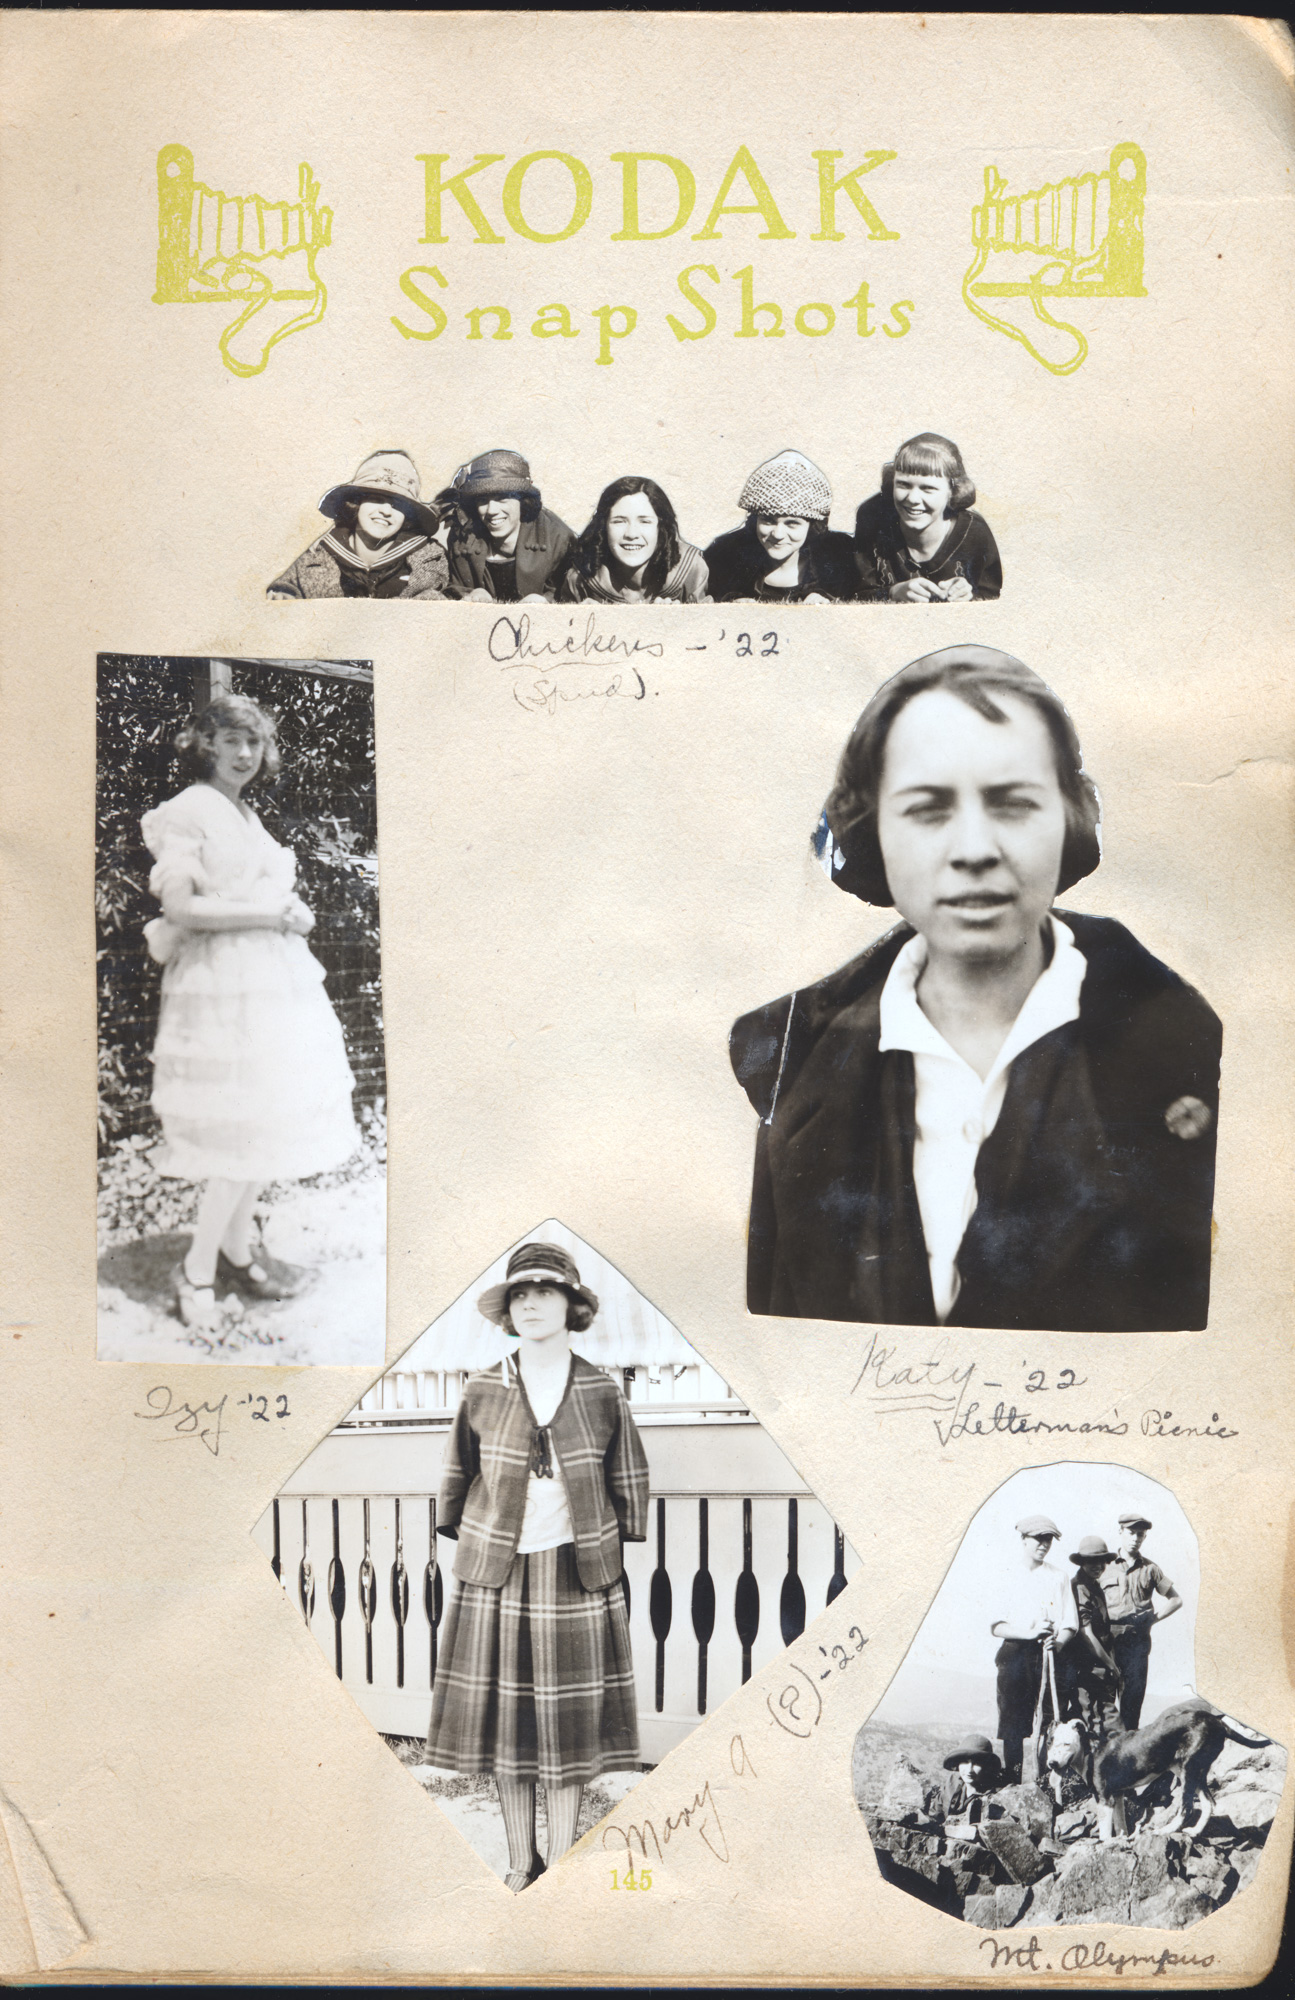 KODAK
Snap Shots
Chickens - '22
(Spud).
Izy - '22
Katy - '22
Letterman's Picnic
Mary a (?) - '22
145
Mt. Olympus.